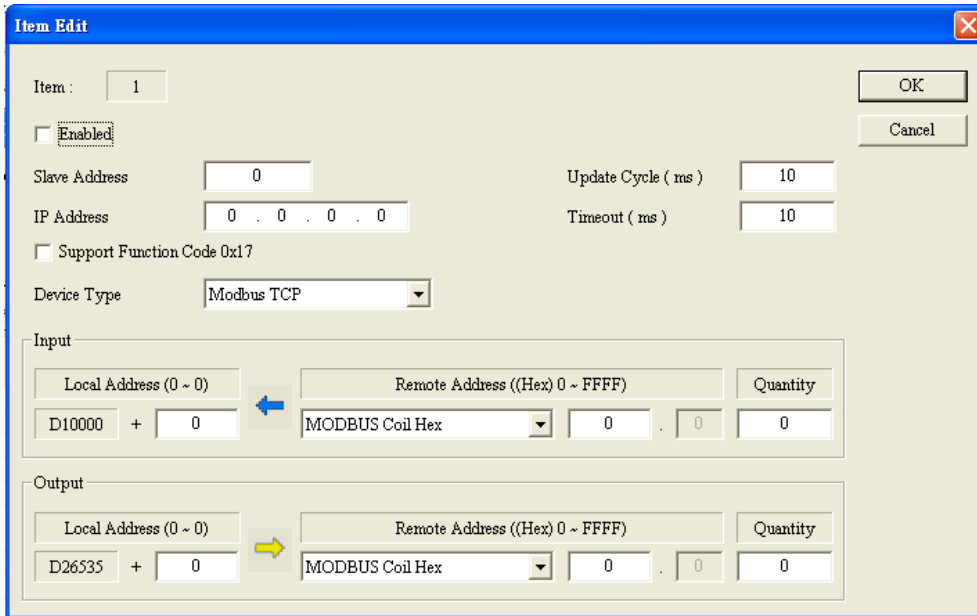 Item Edit
Item : 1
OK
Enabled
Cancel
Slave Address 0 Update Cycle ( ms ) 10
IP Address 0 . 0 . 0 . 0 Timeout ( ms ) 10
Support Function Code 0x17
Device Type Modbus TCP
Input
Local Address (0 ~ 0) Remote Address ((Hex) 0 ~ FFFF) Quantity
D10000 + 0 MODBUS Coil Hex 0 . 0 0
Output
Local Address (0 ~ 0) Remote Address ((Hex) 0 ~ FFFF) Quantity
D26535 + 0 MODBUS Coil Hex 0 . 0 0